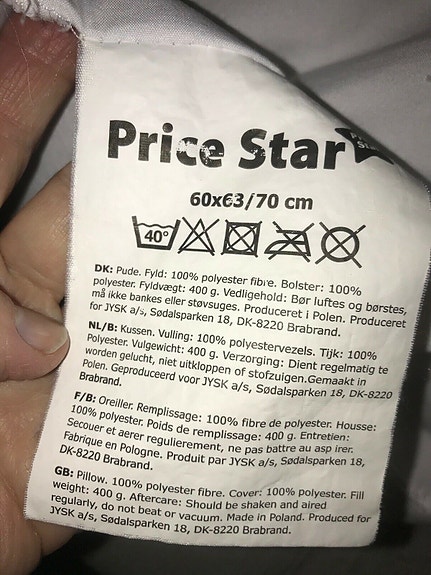 Price Star
60x63/70 cm
40°
DK: Pude. Fyld: 100% polyester fibre. Bolster: 100%
polyester. Fyldvægt: 400 g. Vedligehold: Bør luftes og børstes,
må ikke bankes eller støvsuges. Produceret i Polen. Produceret
for JYSK a/s, Sødalsparken 18, DK-8220 Brabrand.
NL/B: Kussen. Vulling: 100% polyestervezels. Tijk: 100%
Polyester. Vulgewicht: 400 g. Verzorging: Dient regelmatig te
worden gelucht, niet uitkloppen of stofzuigen.Gemaakt in
Polen. Geproduceerd voor JYSK a/s, Sødalsparken 18, DK-8220
Brabrand.
F/B: Oreiller. Remplissage: 100% fibre de polyester. Housse:
100% polyester. Poids de remplissage: 400 g. Entretien:
Secouer et aerer regulierement, ne pas battre au asp irer.
Fabrique en Pologne. Produit par JYSK a/s, Sødalsparken 18,
DK-8220 Brabrand.
GB: Pillow. 100% polyester fibre. Cover: 100% polyester. Fill
weight: 400 g. Aftercare: Should be shaken and aired
regularly, do not beat or vacuum. Made in Poland. Produced for
JYSK a/s, Sødalsparken 18, DK-8220 Brabrand.